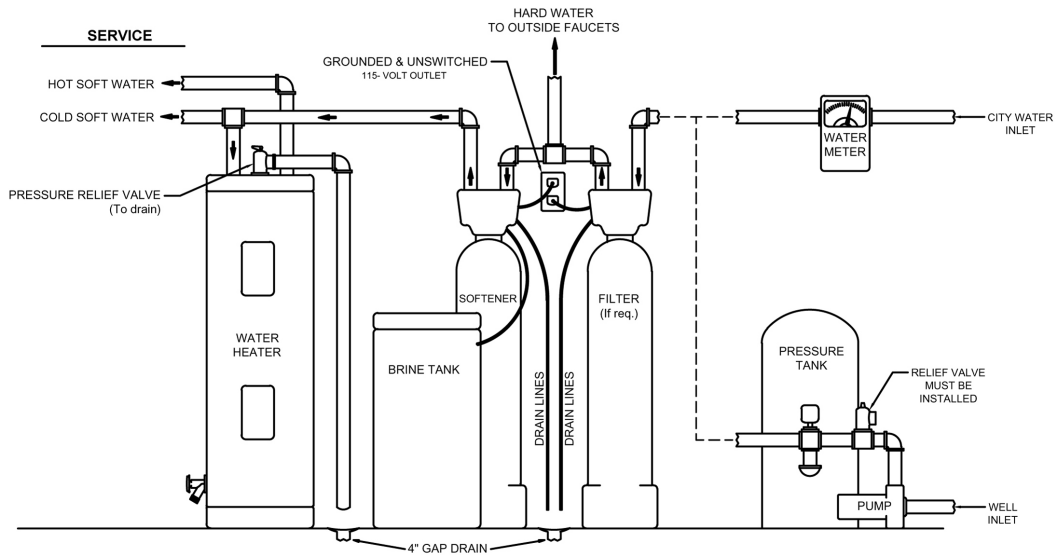 SERVICE
HARD WATER
TO OUTSIDE FAUCETS
GROUNDED & UNSWITCHED
115- VOLT OUTLET
HOT SOFT WATER
COLD SOFT WATER
CITY WATER
INLET
WATER
METER
PRESSURE RELIEF VALVE
(To drain)
SOFTENER
FILTER
(If req.)
WATER
HEATER
BRINE TANK
DRAIN LINES
DRAIN LINES
PRESSURE
TANK
RELIEF VALVE
MUST BE
INSTALLED
PUMP
WELL
INLET
4" GAP DRAIN